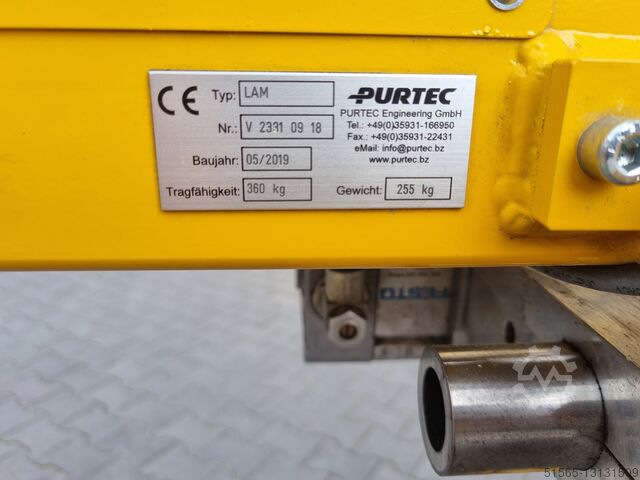 CE Typ: LAM
PURTEC
PURTEC Engineering GmbH
Tel.: +49(0)35931-166950
Fax.: +49(0)35931-22431
eMail: info@purtec.bz
www.purtec.bz
Nr.: V 2331 09 18
Baujahr: 05/2019
Tragfähigkeit: 360 kg
Gewicht: 255 kg
FESTO
51566-13131509